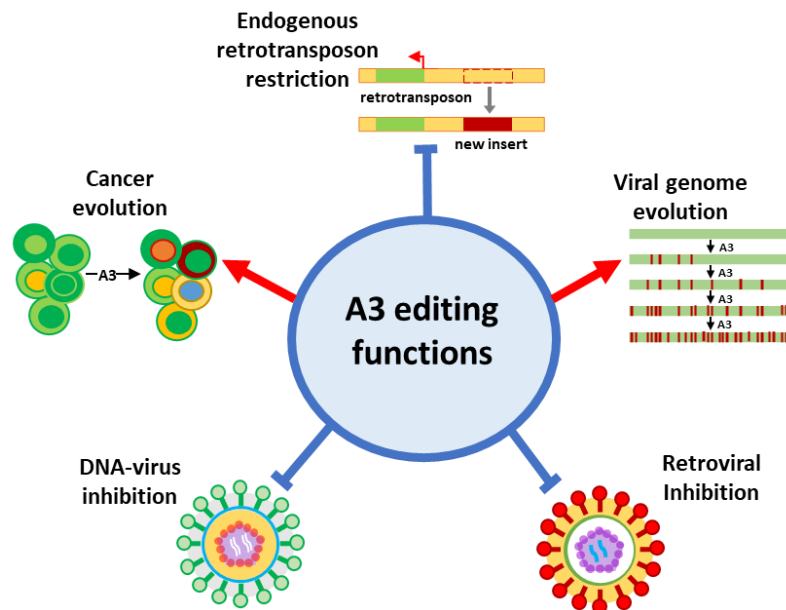 Endogenous
retrotransposon
restriction
retrotransposon
new insert
Cancer
evolution
A3
Viral genome
evolution
A3
A3
A3
A3
A3 editing
functions
DNA-virus
inhibition
Retroviral
Inhibition